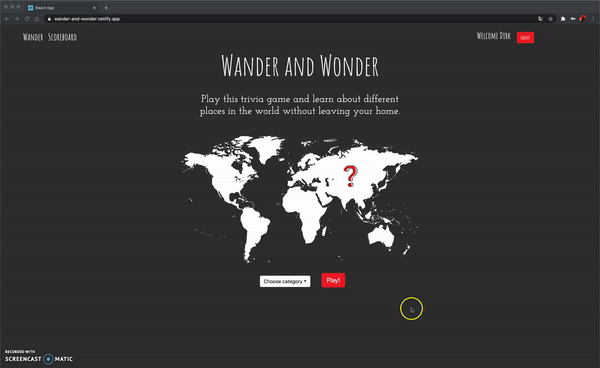 React App
wander-and-wonder.netlify.app
Wander Scoreboard
Welcome Dirk
Wander and Wonder
Play this trivia game and learn about different
places in the world without leaving your home.
?
Choose category
Play!
RECORDED WITH
SCREENCAST MATIC